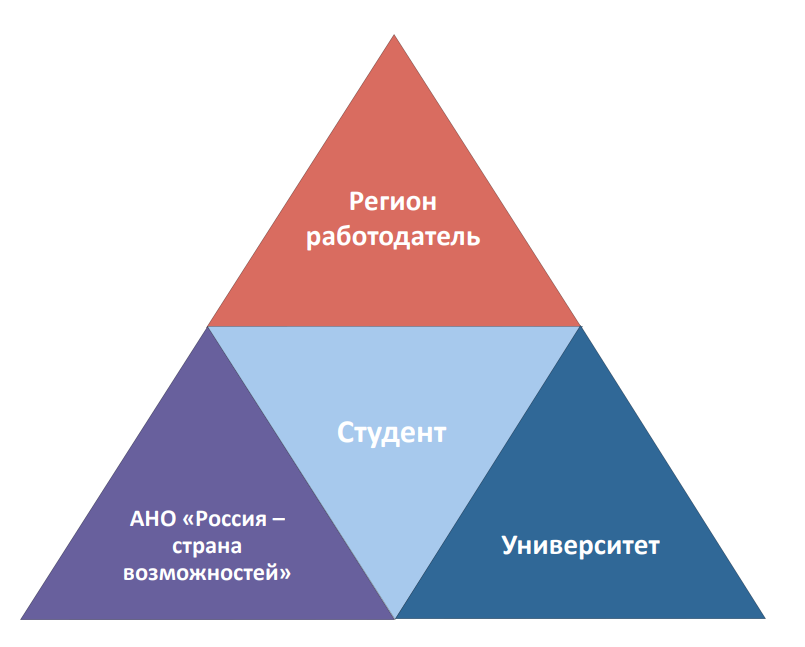 Регион
работодатель
Студент
АНО «Россия –
страна
возможностей»
Университет